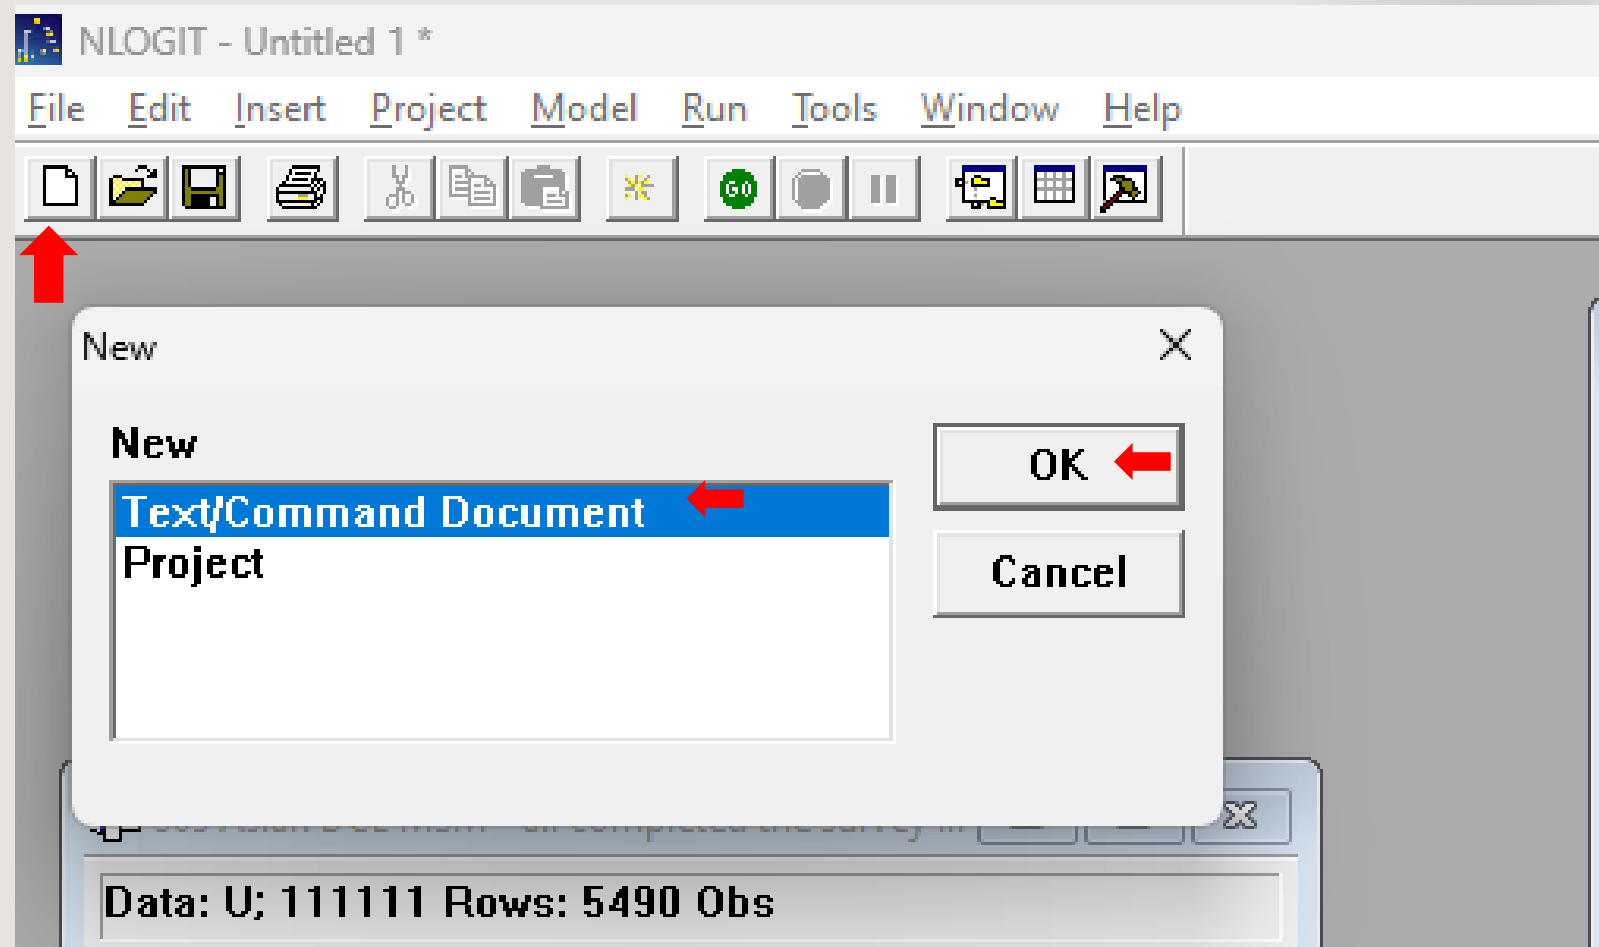 NLOGIT - Untitled 1 *
File Edit Insert Project Model Run Tools Window Help
GO
New
New
Text/Command Document
Project
OK
Cancel
Data: U; 111111 Rows: 5490 Obs